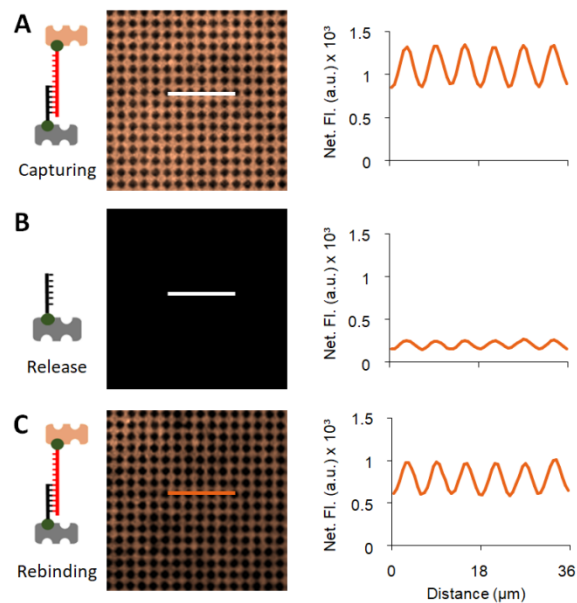 A
Capturing
Net. Fl. (a.u.) x 10³
1.5
1
0.5
0
B
Release
Net. Fl. (a.u.) x 10³
1.5
1
0.5
0
C
Rebinding
Net. Fl. (a.u.) x 10³
1.5
1
0.5
0
0 18 36
Distance (µm)